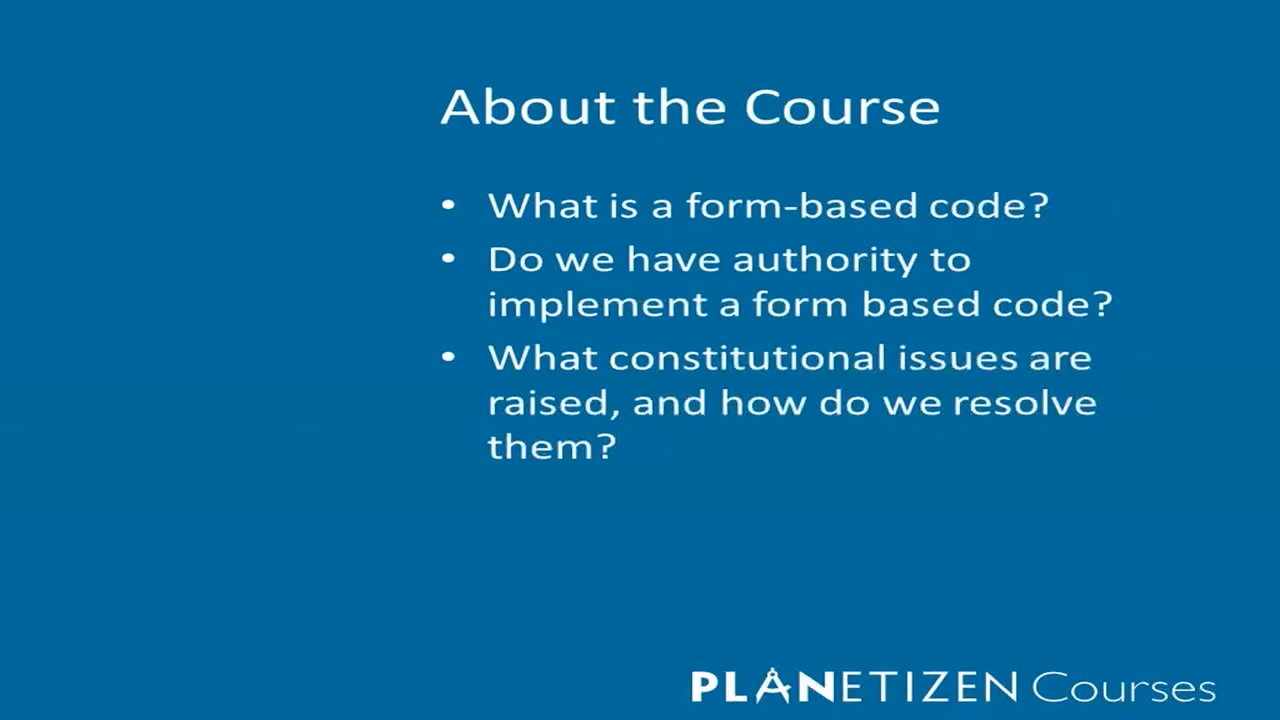 About the Course
• What is a form-based code?
• Do we have authority to
implement a form based code?
• What constitutional issues are
raised, and how do we resolve
them?
PLANETIZEN Courses